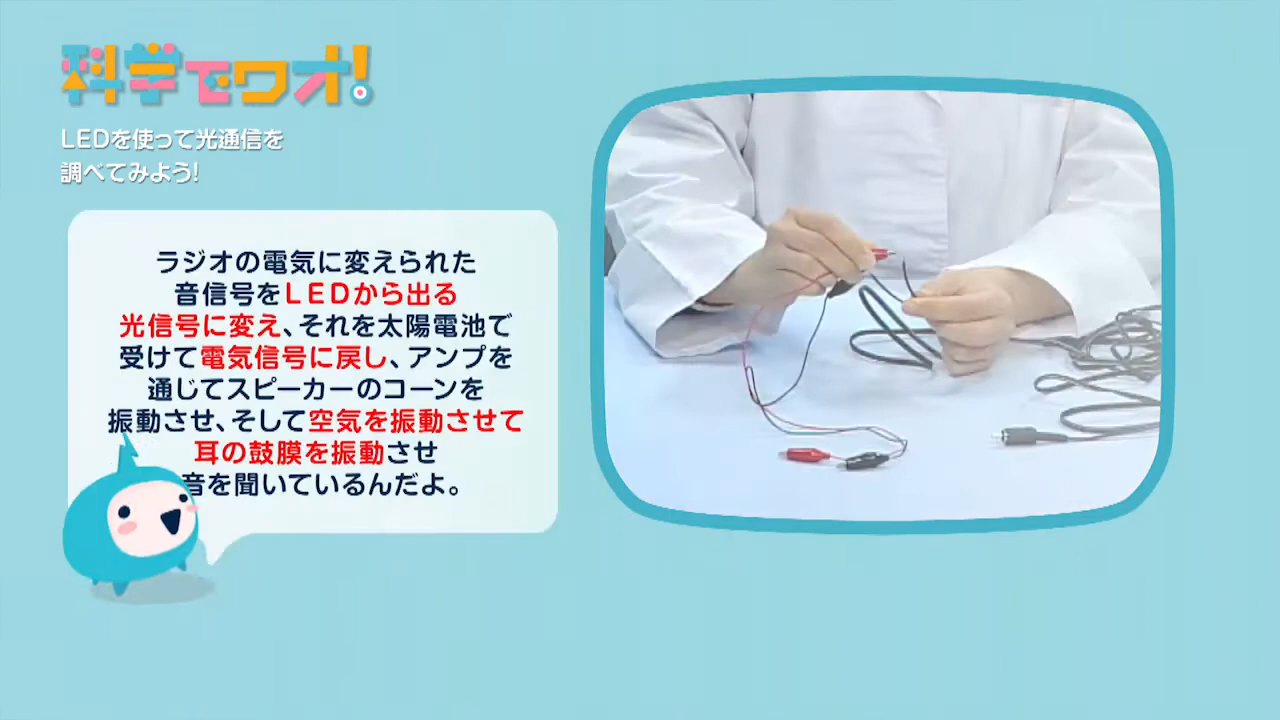 科学でワオ!
LEDを使って光通信を
調べてみよう!
ラジオの電気に変えられた
音信号をLEDから出る
光信号に変え、それを太陽電池で
受けて電気信号に戻し、アンプを
通じてスピーカーのコーンを
振動させ、そして空気を振動させて
耳の鼓膜を振動させ
音を聞いているんだよ。